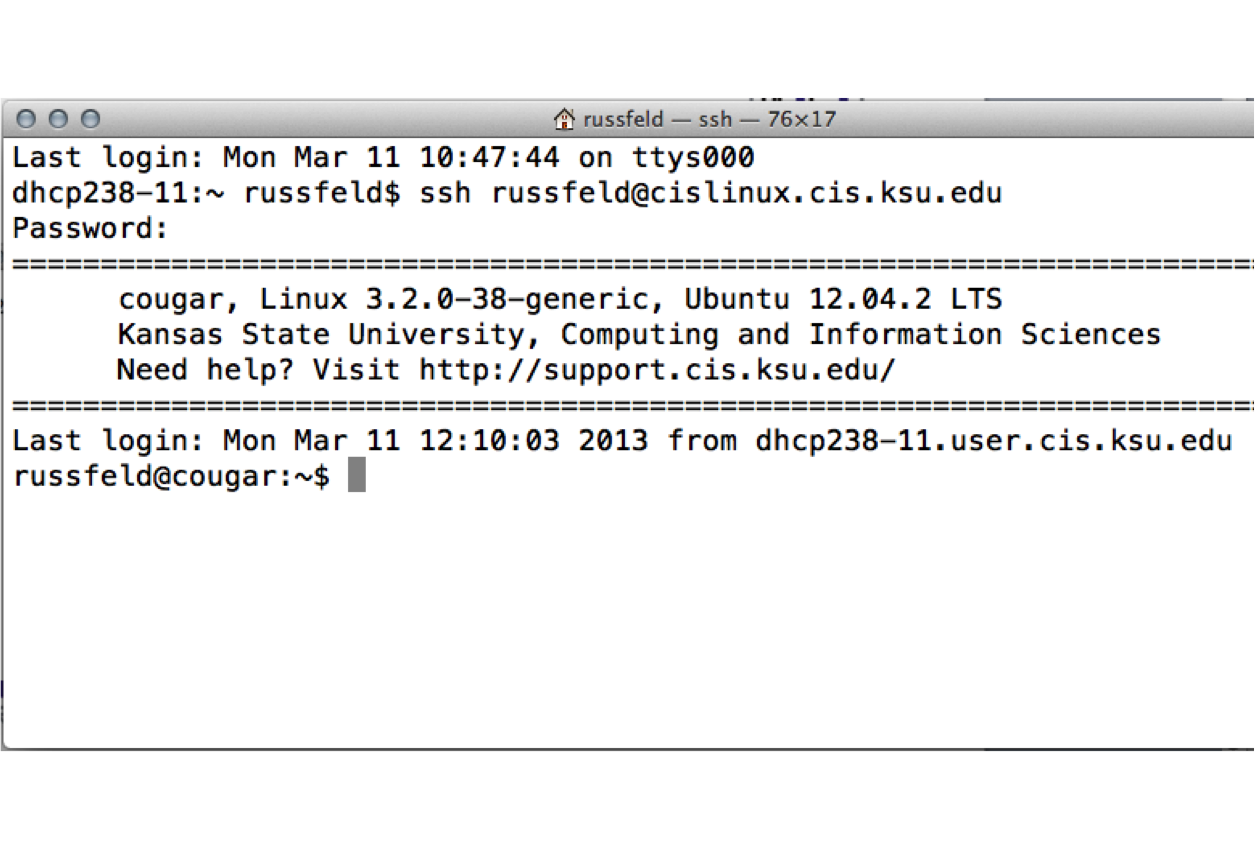 russfeld — ssh — 76×17
Last login: Mon Mar 11 10:47:44 on ttys000
dhcp238-11:~ russfeld$ ssh russfeld@cislinux.cis.ksu.edu
Password:
======================================================================
cougar, Linux 3.2.0-38-generic, Ubuntu 12.04.2 LTS
Kansas State University, Computing and Information Sciences
Need help? Visit http://support.cis.ksu.edu/
======================================================================
Last login: Mon Mar 11 12:10:03 2013 from dhcp238-11.user.cis.ksu.edu
russfeld@cougar:~$